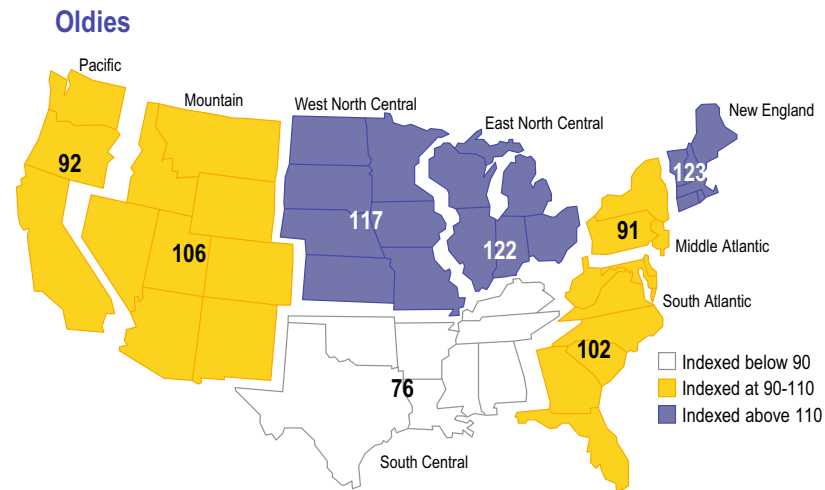 Oldies
Pacific
Mountain
West North Central
East North Central
New England
92
106
117
122
123
91
Middle Atlantic
South Atlantic
102
76
South Central
Indexed below 90
Indexed at 90-110
Indexed above 110